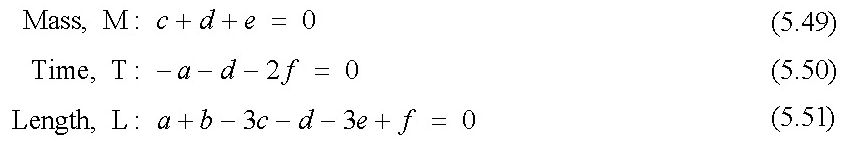 Mass, M: c + d + e = 0 (5.49)
Time, T: − a − d − 2f = 0 (5.50)
Length, L: a + b − 3c − d − 3e + f = 0 (5.51)